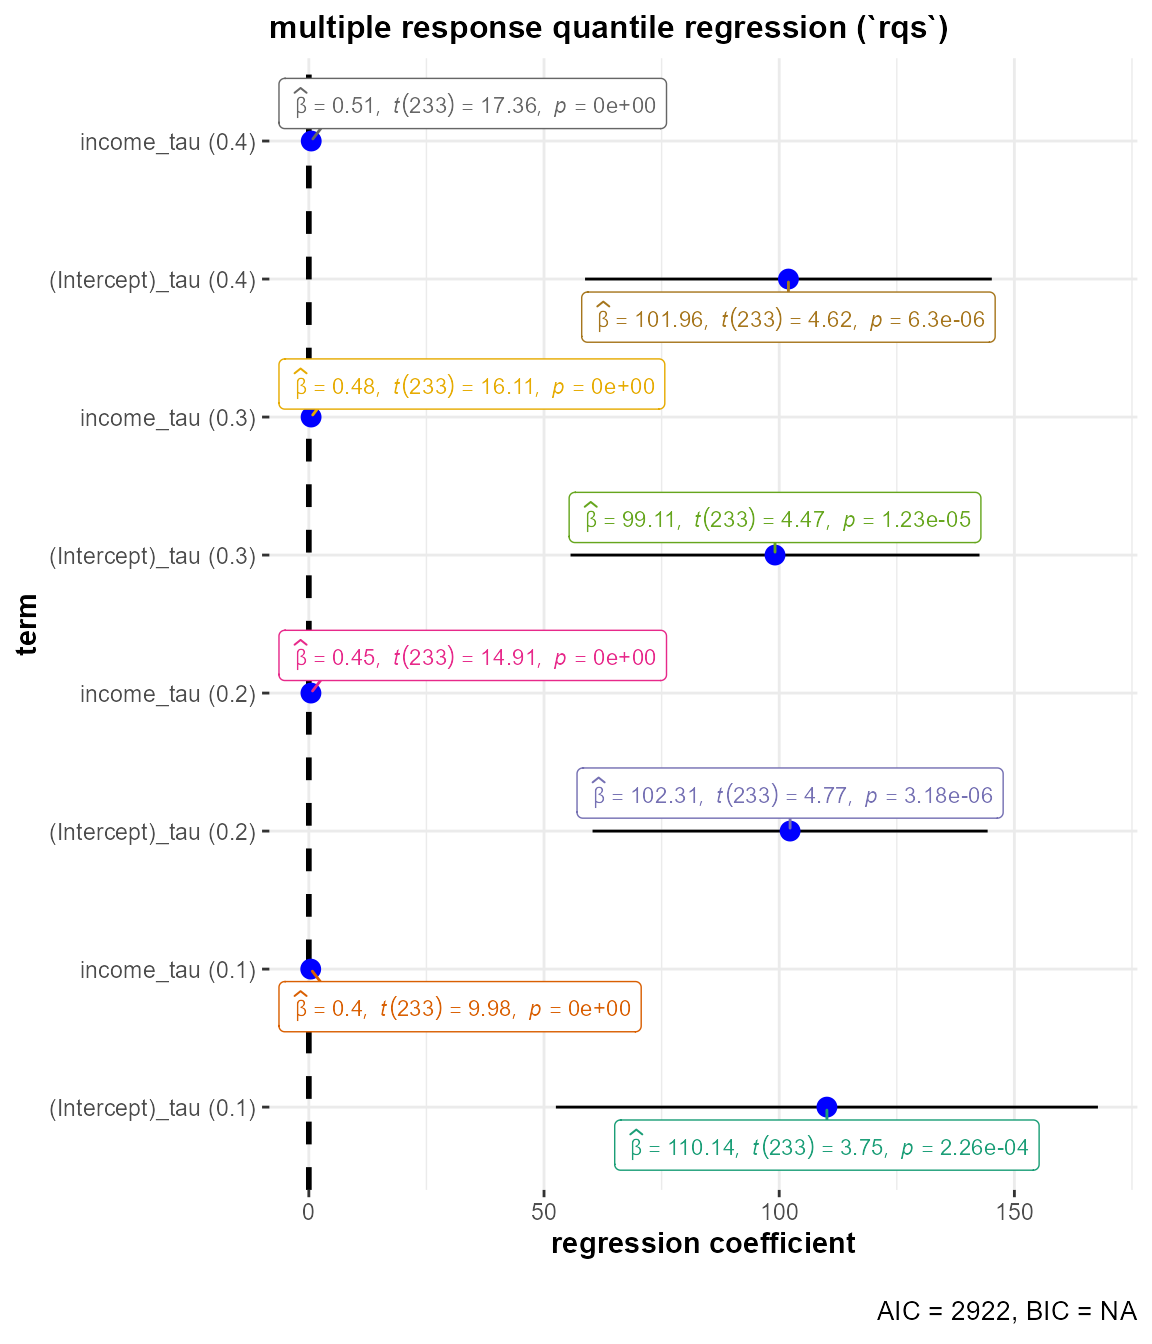 multiple response quantile regression (`rqs`)
β̂ = 0.51, t(233) = 17.36, p = 0e+00
income_tau (0.4)
(Intercept)_tau (0.4)
β̂ = 101.96, t(233) = 4.62, p = 6.3e-06
β̂ = 0.48, t(233) = 16.11, p = 0e+00
income_tau (0.3)
β̂ = 99.11, t(233) = 4.47, p = 1.23e-05
(Intercept)_tau (0.3)
term
β̂ = 0.45, t(233) = 14.91, p = 0e+00
income_tau (0.2)
β̂ = 102.31, t(233) = 4.77, p = 3.18e-06
(Intercept)_tau (0.2)
income_tau (0.1)
β̂ = 0.4, t(233) = 9.98, p = 0e+00
(Intercept)_tau (0.1)
β̂ = 110.14, t(233) = 3.75, p = 2.26e-04
0 50 100 150
regression coefficient
AIC = 2922, BIC = NA